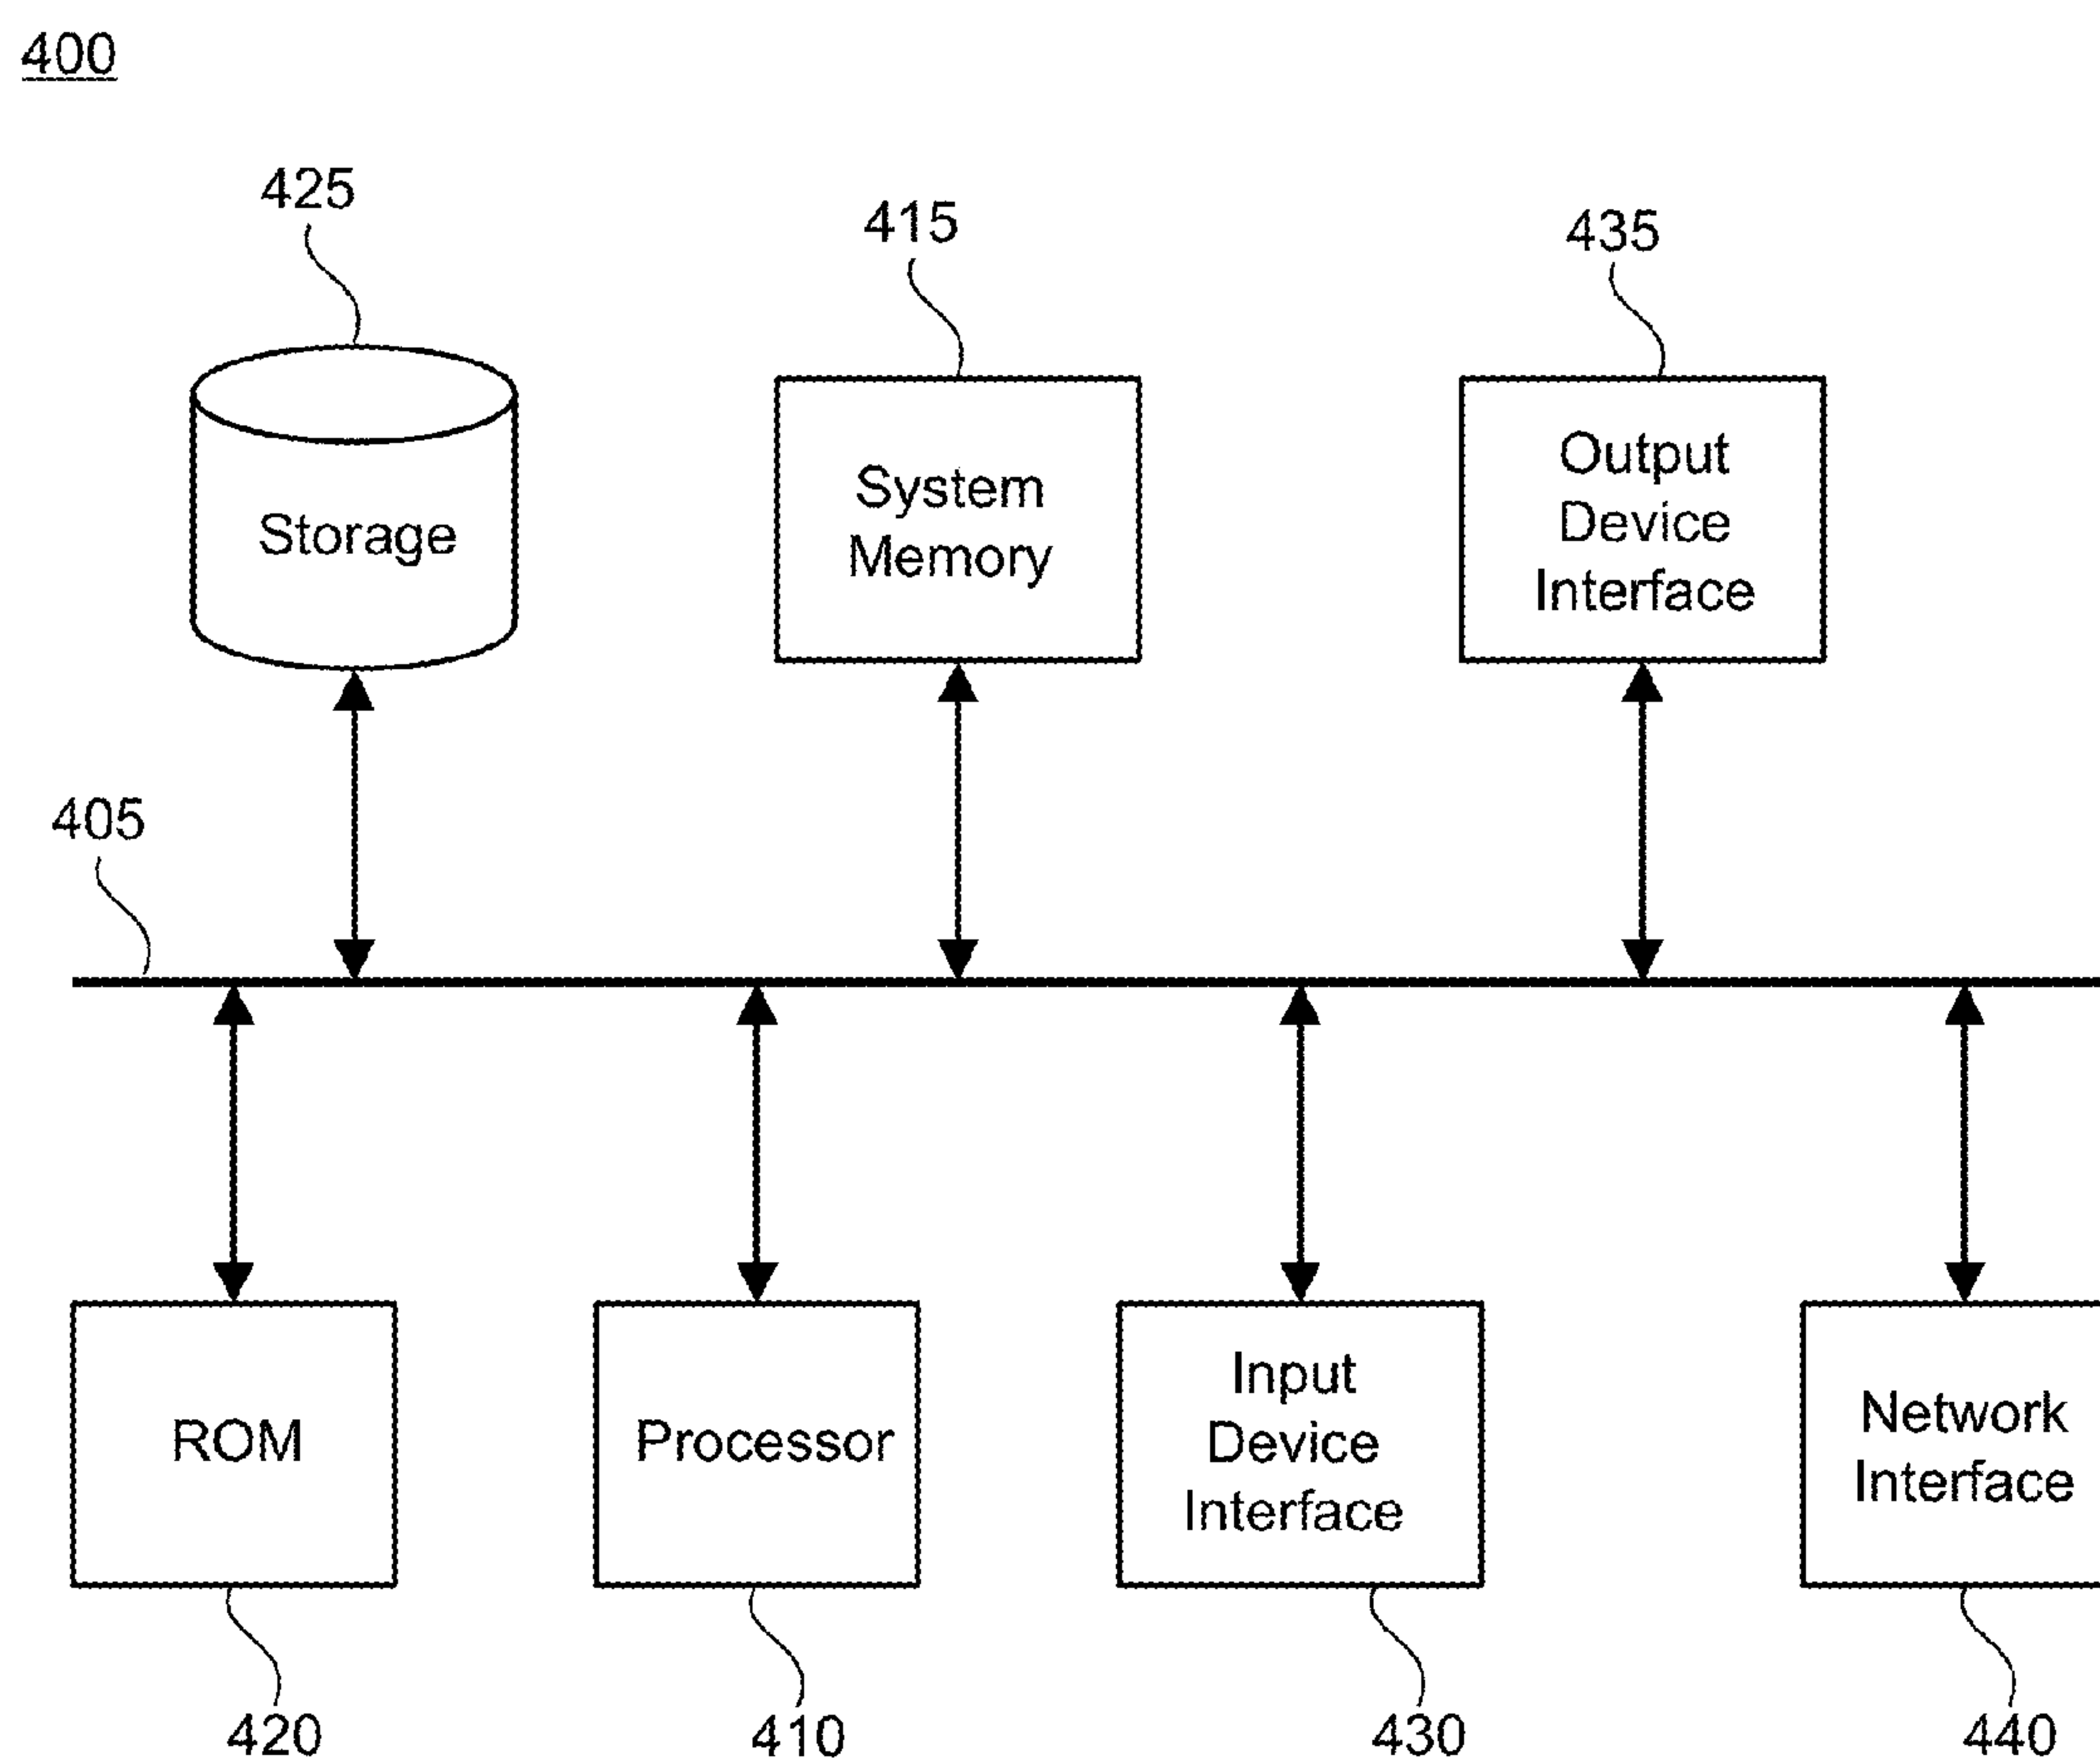 400
425
415
435
Storage
System
Memory
Output
Device
Interface
405
ROM
Processor
Input
Device
Interface
Network
Interface
420
410
430
440